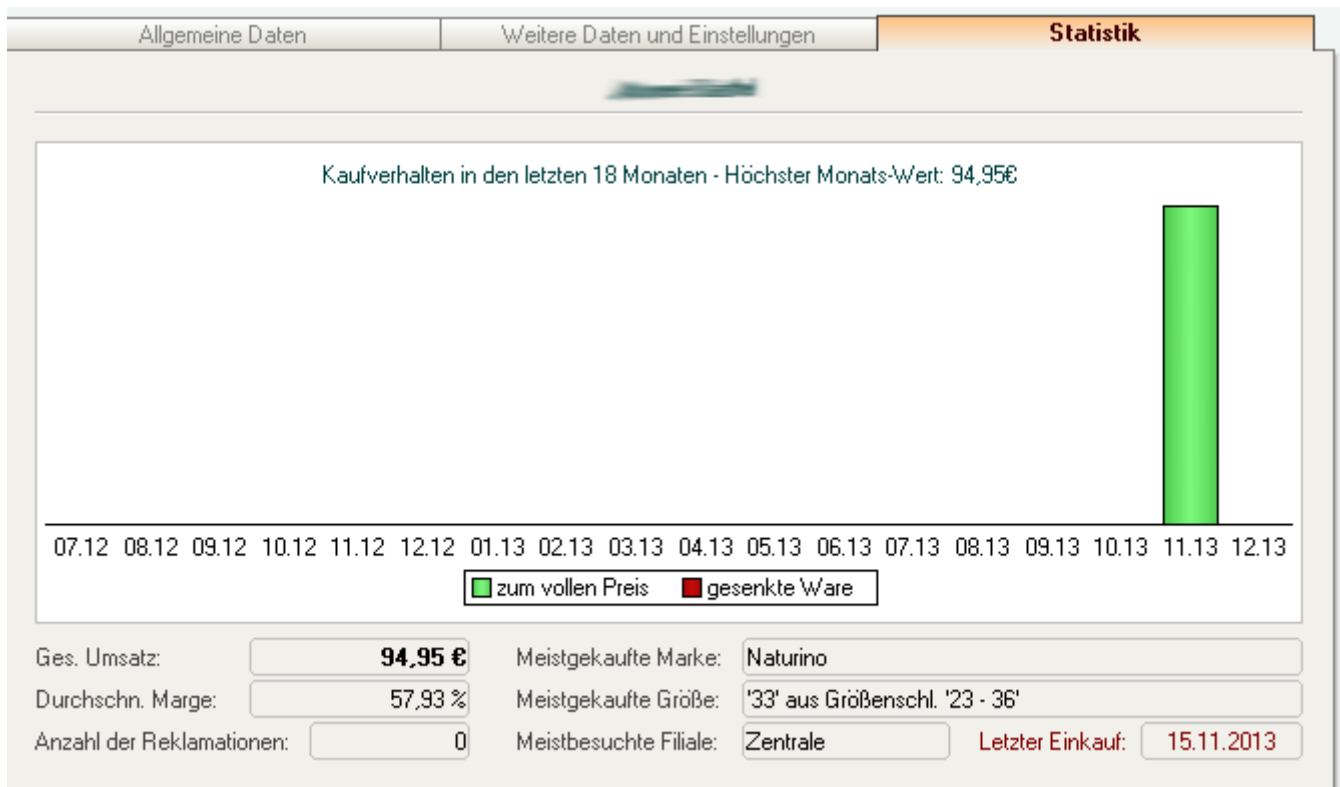 Allgemeine Daten Weitere Daten und Einstellungen Statistik
Kaufverhalten in den letzten 18 Monaten - Höchster Monats-Wert: 94,95€
07.12 08.12 09.12 10.12 11.12 12.12 01.13 02.13 03.13 04.13 05.13 06.13 07.13 08.13 09.13 10.13 11.13 12.13
zum vollen Preis gesenkte Ware
Ges. Umsatz: 94,95 € Meistgekaufte Marke: Naturino
Durchschn. Marge: 57,93 % Meistgekaufte Größe: '33' aus Größenschl. '23 - 36'
Anzahl der Reklamationen: 0 Meistbesuchte Filiale: Zentrale Letzter Einkauf: 15.11.2013